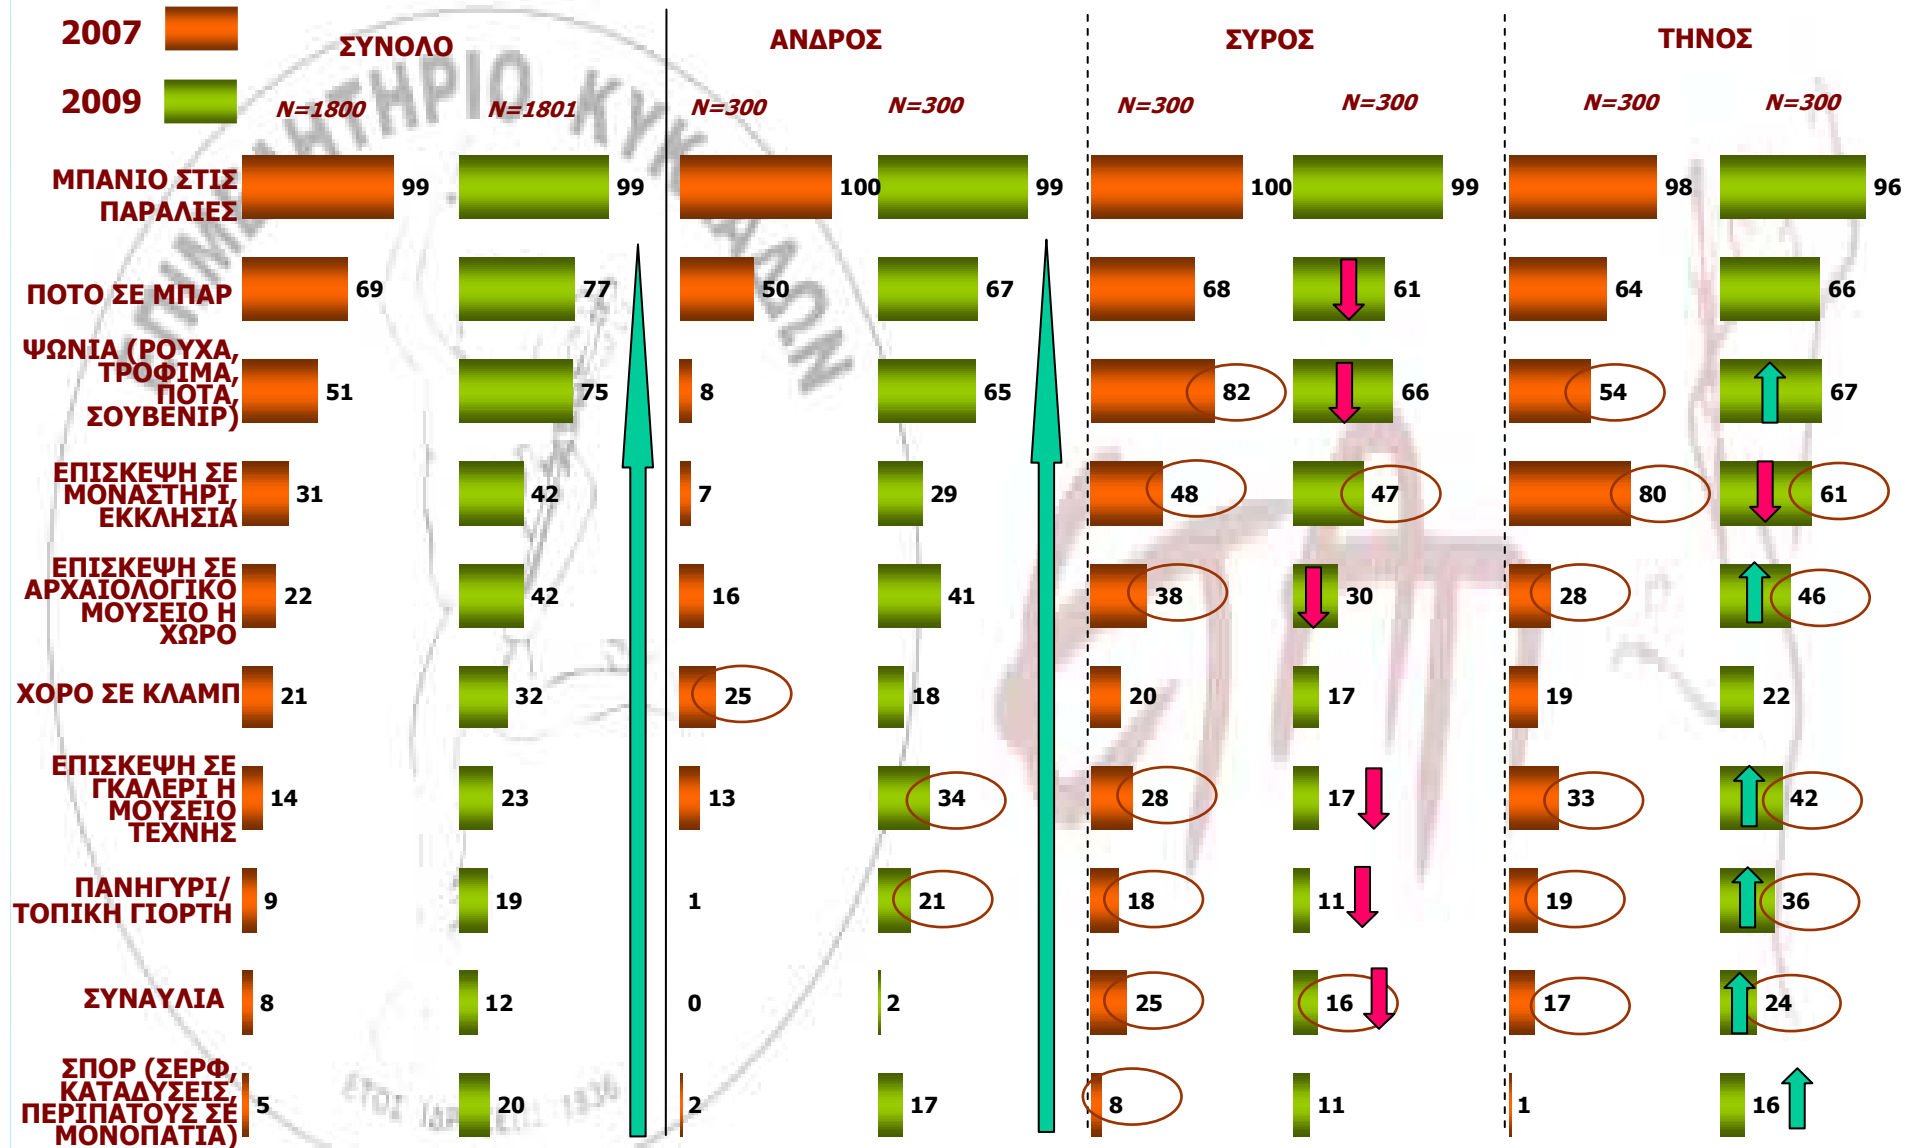 2007
2009
ΣΥΝΟΛΟ
ΑΝΔΡΟΣ
ΣΥΡΟΣ
ΤΗΝΟΣ
N=1800 N=1801 N=300 N=300 N=300 N=300 N=300 N=300
ΜΠΑΝΙΟ ΣΤΙΣ
ΠΑΡΑΛΙΕΣ
99 99 100 99 100 99 98 96
ΠΟΤΟ ΣΕ ΜΠΑΡ
69 77 50 67 68 61 64 66
ΨΩΝΙΑ (ΡΟΥΧΑ,
ΤΡΟΦΙΜΑ,
ΠΟΤΑ,
ΣΟΥΒΕΝΙΡ)
51 75 8 65 82 66 54 67
ΕΠΙΣΚΕΨΗ ΣΕ
ΜΟΝΑΣΤΗΡΙ,
ΕΚΚΛΗΣΙΑ
31 42 7 29 48 47 80 61
ΕΠΙΣΚΕΨΗ ΣΕ
ΑΡΧΑΙΟΛΟΓΙΚΟ
ΜΟΥΣΕΙΟ Η
ΧΩΡΟ
22 42 16 41 38 30 28 46
ΧΟΡΟ ΣΕ ΚΛΑΜΠ
21 32 25 18 20 17 19 22
ΕΠΙΣΚΕΨΗ ΣΕ
ΓΚΑΛΕΡΙ Η
ΜΟΥΣΕΙΟ
ΤΕΧΝΗΣ
14 23 13 34 28 17 33 42
ΠΑΝΗΓΥΡΙ/
ΤΟΠΙΚΗ ΓΙΟΡΤΗ
9 19 1 21 18 11 19 36
ΣΥΝΑΥΛΙΑ
8 12 0 2 25 16 17 24
ΣΠΟΡ (ΣΕΡΦ,
ΚΑΤΑΔΥΣΕΙΣ,
ΠΕΡΙΠΑΤΟΥΣ ΣΕ
ΜΟΝΟΠΑΤΙΑ)
5 20 2 17 8 11 1 16
ΕΠΙΜΕΛΗΤΗΡΙΟ ΚΥΚΛΑΔΩΝ
ΕΤΟΣ 1836